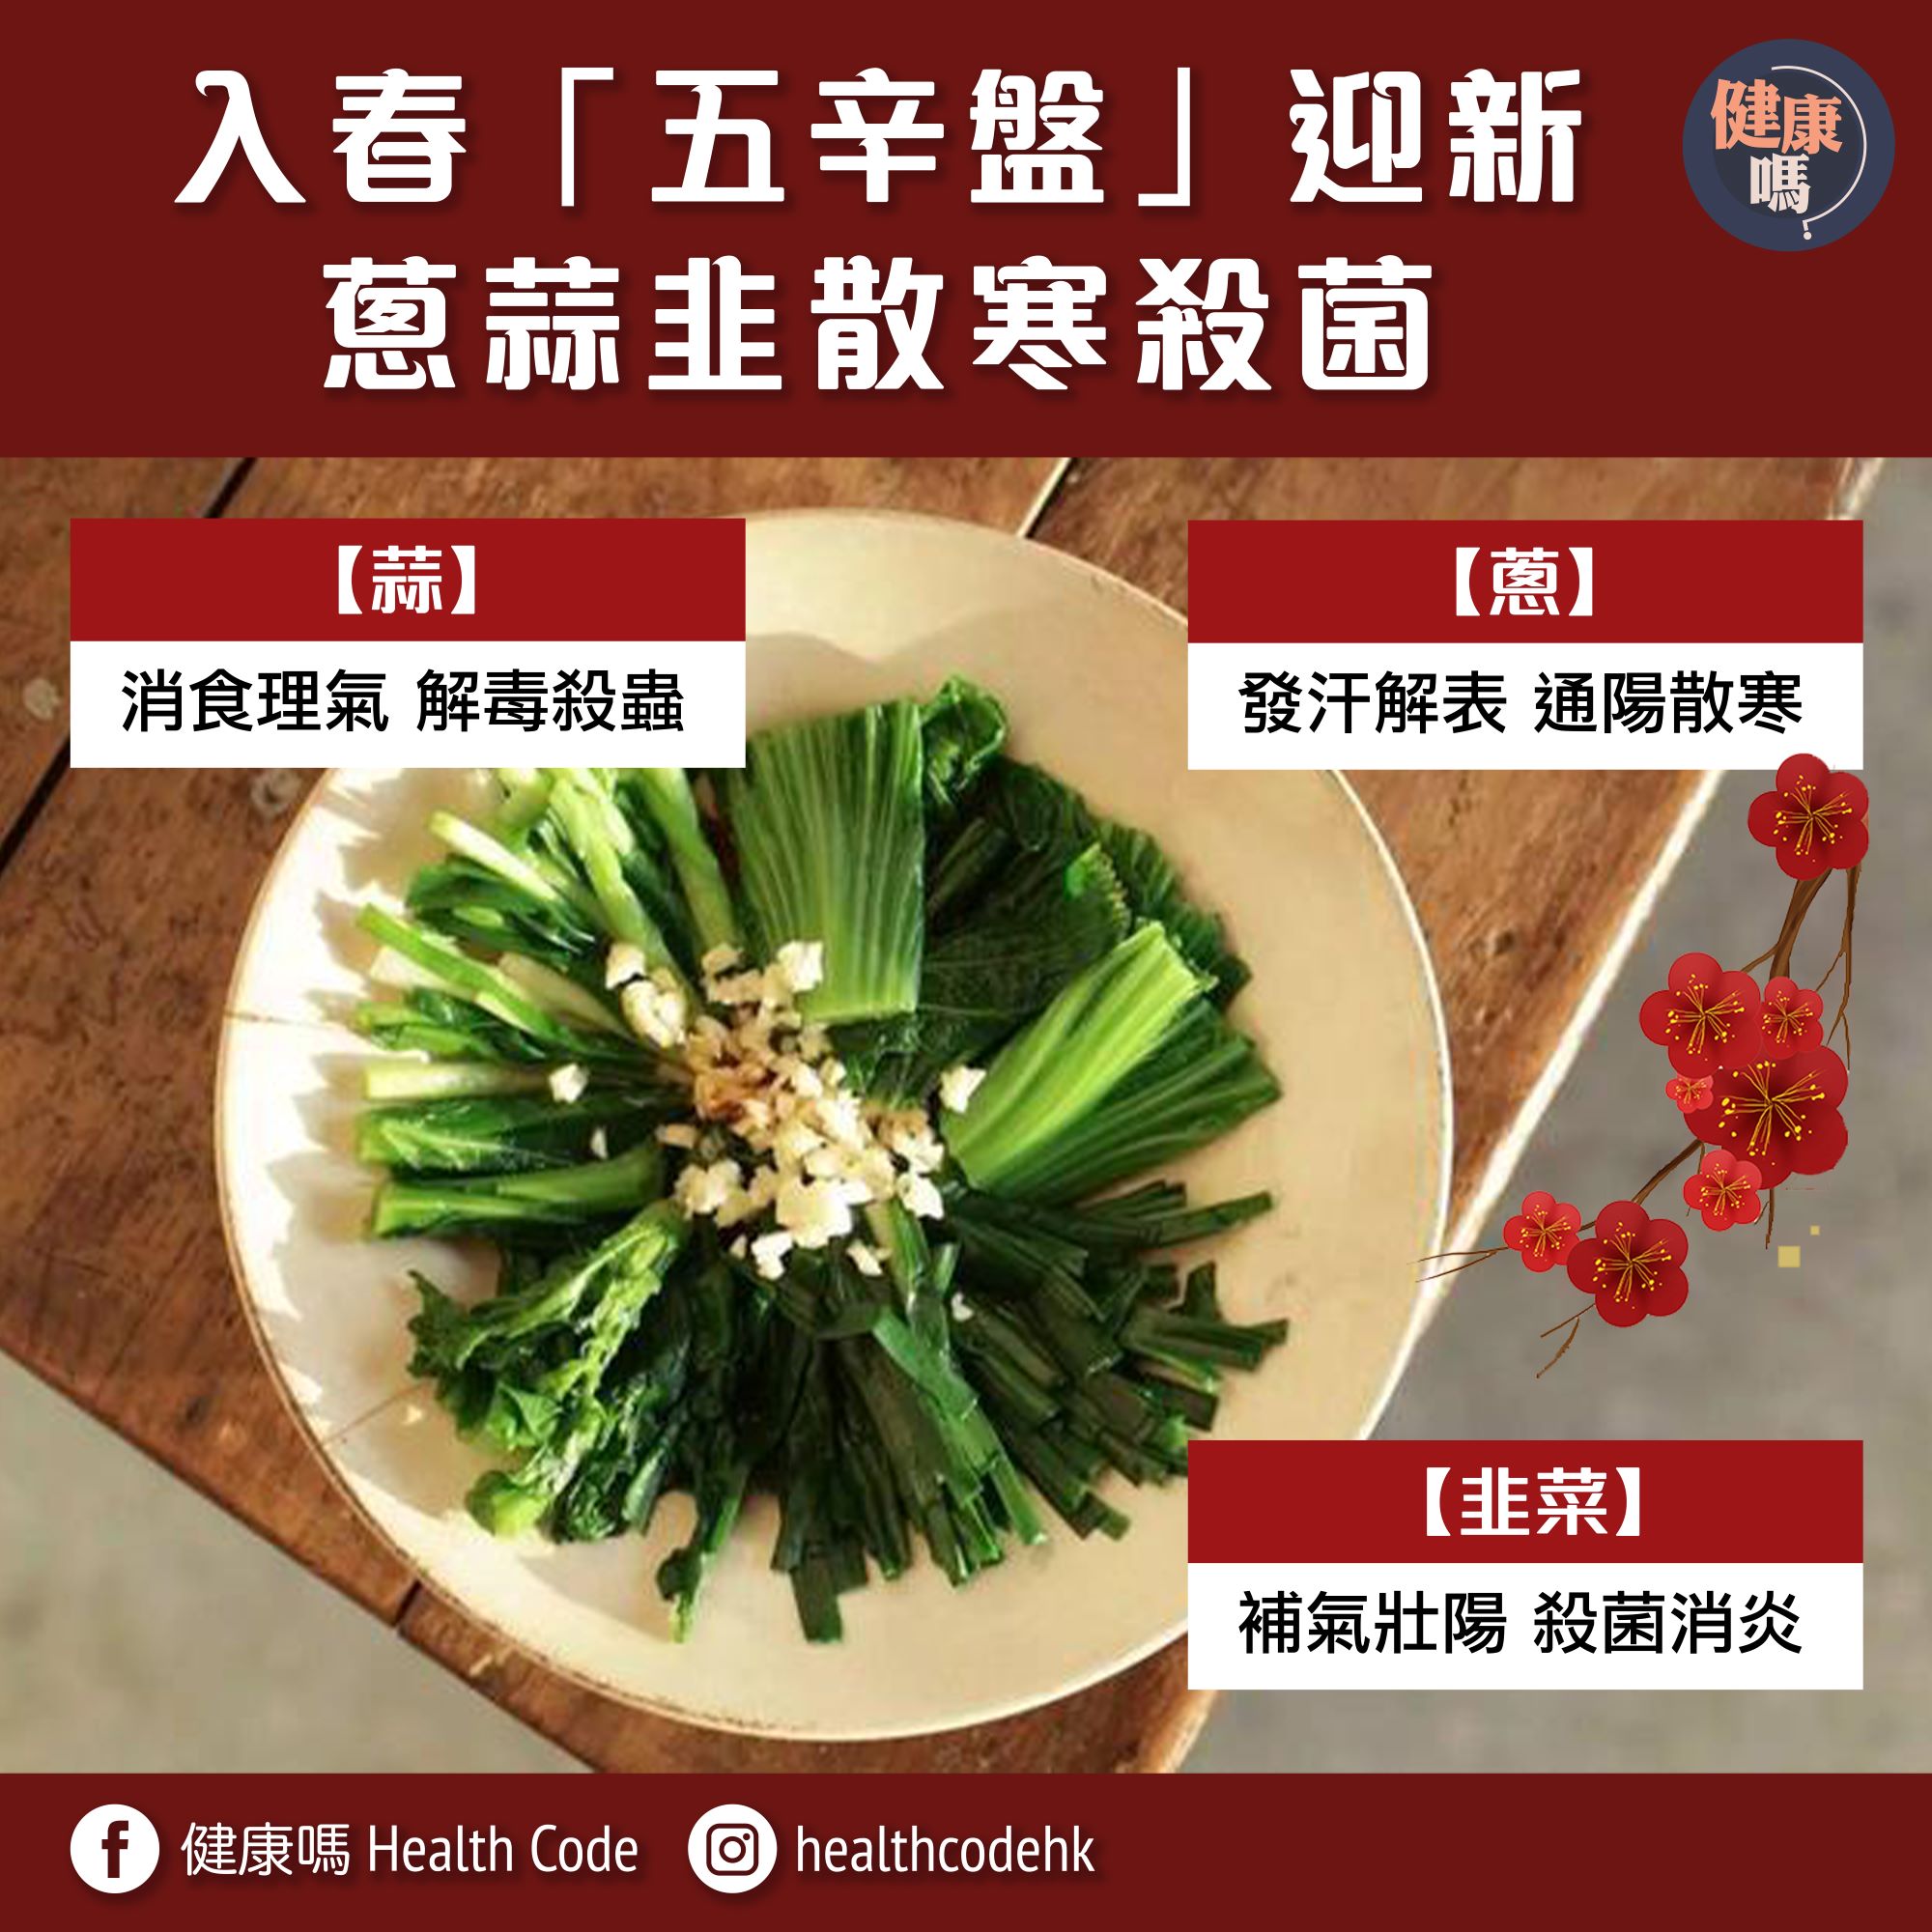 入春「五辛盤」迎新
蔥蒜韭散寒殺菌
健康
嗎?
【蒜】
消食理氣 解毒殺蟲
【蔥】
發汗解表 通陽散寒
【韭菜】
補氣壯陽 殺菌消炎
健康嗎 Health Code
healthcodehk